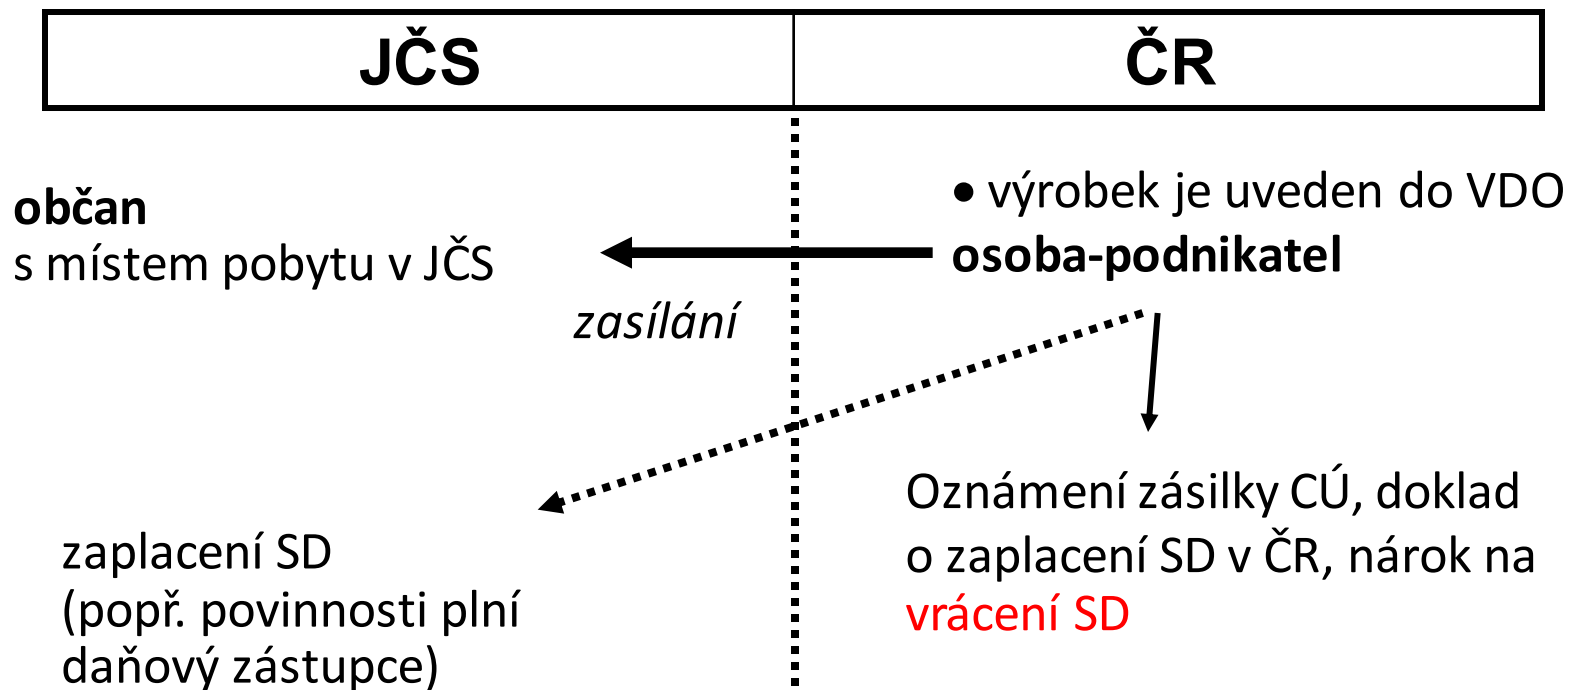 JČS
ČR
občan
s místem pobytu v JČS
• výrobek je uveden do VDO
osoba-podnikatel
zasílání
zaplacení SD
(popř. povinnosti plní
daňový zástupce)
Oznámení zásilky CÚ, doklad
o zaplacení SD v ČR, nárok na
vrácení SD